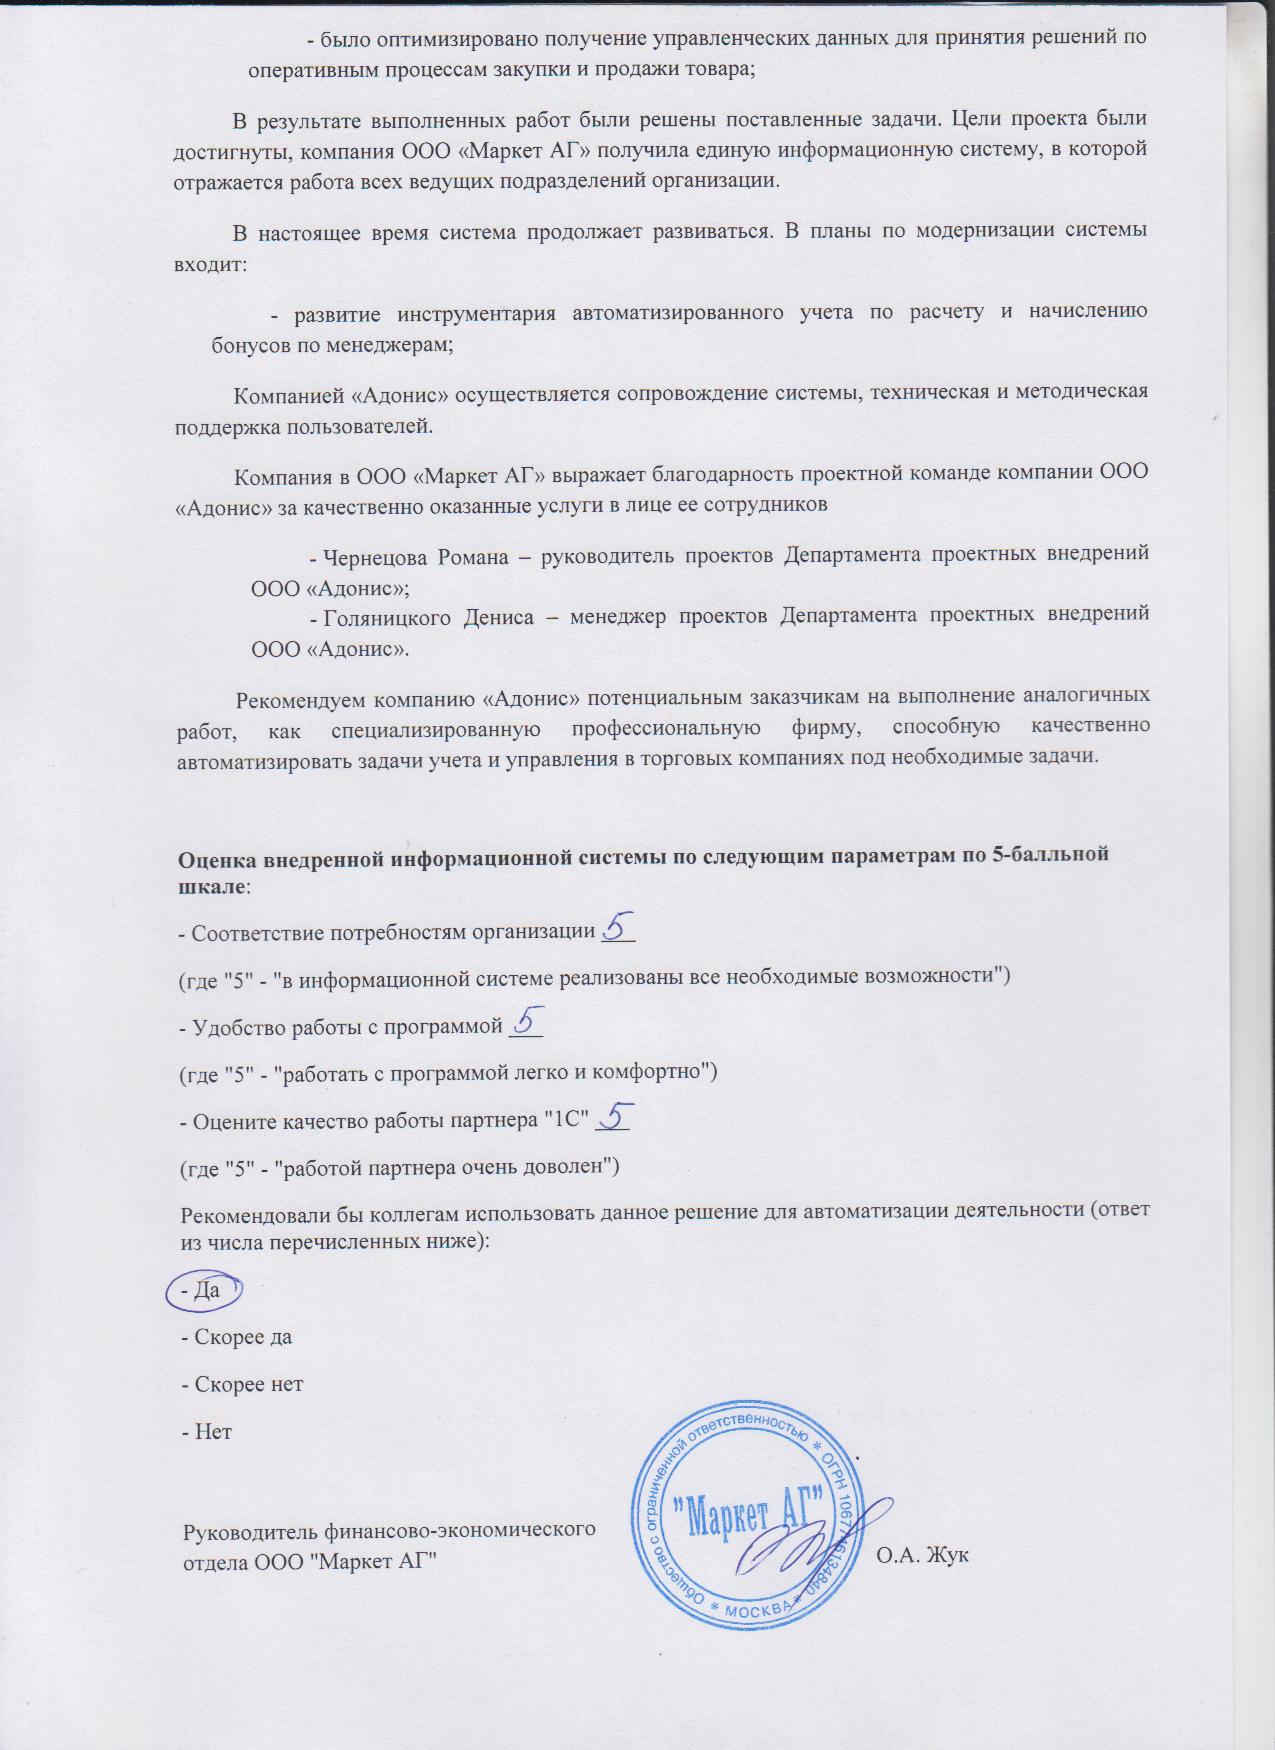 - было оптимизировано получение управленческих данных для принятия решений по
оперативным процессам закупки и продажи товара;
В результате выполненных работ были решены поставленные задачи. Цели проекта были
достигнуты, компания ООО «Маркет АГ» получила единую информационную систему, в которой
отражается работа всех ведущих подразделений организации.
В настоящее время система продолжает развиваться. В планы по модернизации системы
входит:
- развитие инструментария автоматизированного учета по расчету и начислению
бонусов по менеджерам;
Компанией «Адонис» осуществляется сопровождение системы, техническая и методическая
поддержка пользователей.
Компания в ООО «Маркет АГ» выражает благодарность проектной команде компании ООО
«Адонис» за качественно оказанные услуги в лице ее сотрудников
- Чернецова Романа – руководитель проектов Департамента проектных внедрений
ООО «Адонис»;
- Голяницкого Дениса – менеджер проектов Департамента проектных внедрений
ООО «Адонис».
Рекомендуем компанию «Адонис» потенциальным заказчикам на выполнение аналогичных
работ, как специализированную профессиональную фирму, способную качественно
автоматизировать задачи учета и управления в торговых компаниях под необходимые задачи.
Оценка внедренной информационной системы по следующим параметрам по 5-балльной
шкале:
- Соответствие потребностям организации 5
(где "5" - "в информационной системе реализованы все необходимые возможности")
- Удобство работы с программой 5
(где "5" - "работать с программой легко и комфортно")
- Оцените качество работы партнера "1С" 5
(где "5" - "работой партнера очень доволен")
Рекомендовали бы коллегам использовать данное решение для автоматизации деятельности (ответ
из числа перечисленных ниже):
- Да
- Скорее да
- Скорее нет
- Нет
Общество с ограниченной ответственностью * ОГРН 1067746134840 * МОСКВА *
"Маркет АГ"
Руководитель финансово-экономического
отдела ООО "Маркет АГ"
О.А. Жук